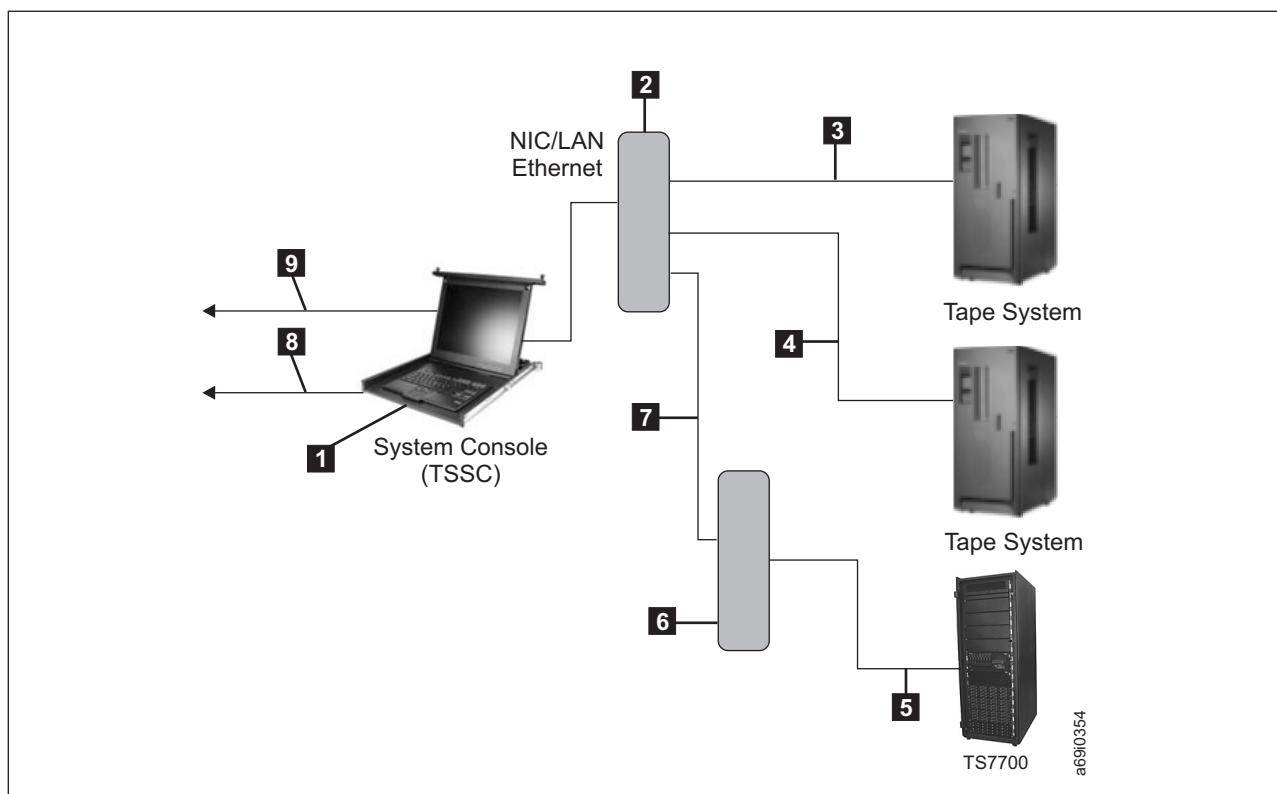 2
NIC/LAN
Ethernet
3
Tape System
9
8
4
1
System Console
(TSSC)
7
Tape System
6
5
TS7700
a69i0354